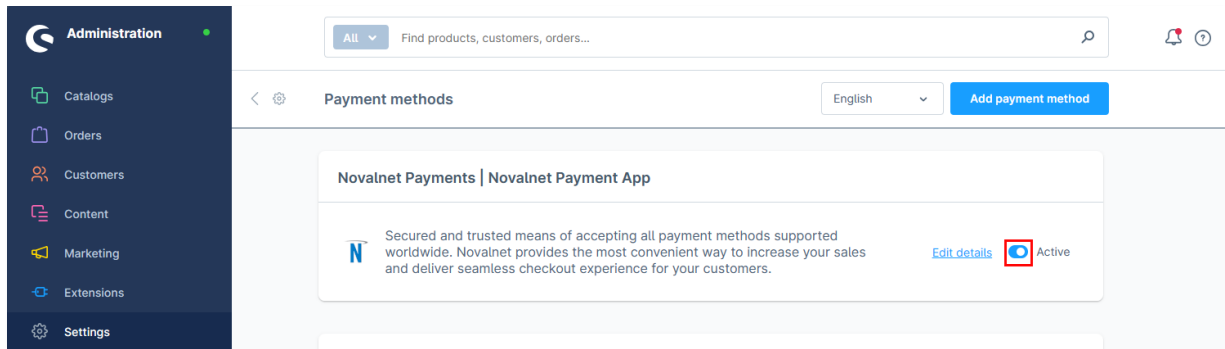 Administration
All
Find products, customers, orders...
Catalogs
Orders
Customers
Content
Marketing
Extensions
Settings
Payment methods
English
Add payment method
Novalnet Payments | Novalnet Payment App
N
Secured and trusted means of accepting all payment methods supported
worldwide. Novalnet provides the most convenient way to increase your sales
and deliver seamless checkout experience for your customers.
Edit details
Active